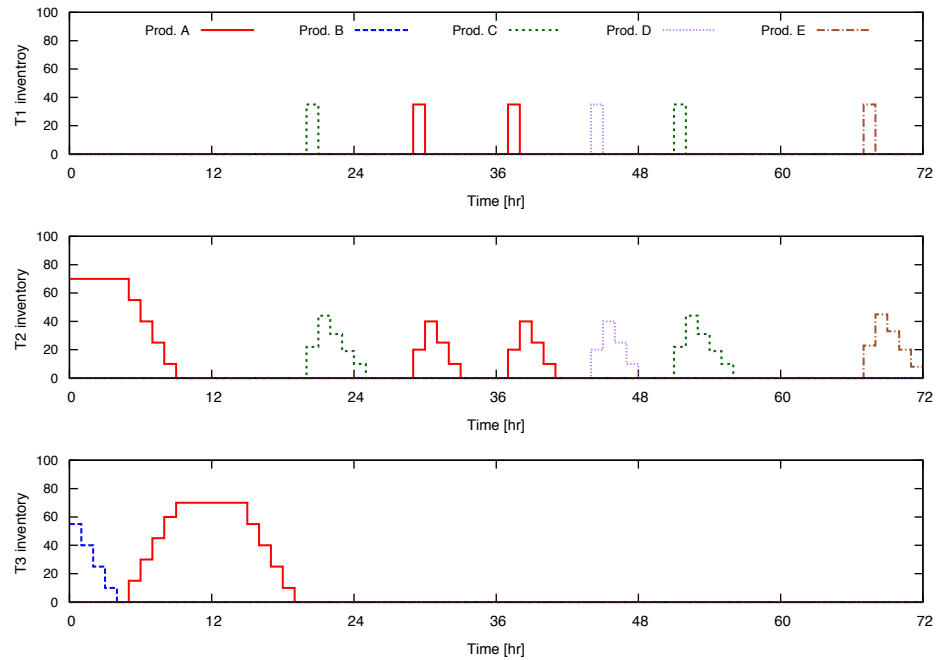 100
80
60
40
20
0
T1 inventroy
Prod. A
Prod. B
Prod. C
Prod. D
Prod. E
0 12 24 36 48 60 72
Time [hr]
100
80
60
40
20
0
T2 inventory
0 12 24 36 48 60 72
Time [hr]
100
80
60
40
20
0
T3 inventory
0 12 24 36 48 60 72
Time [hr]